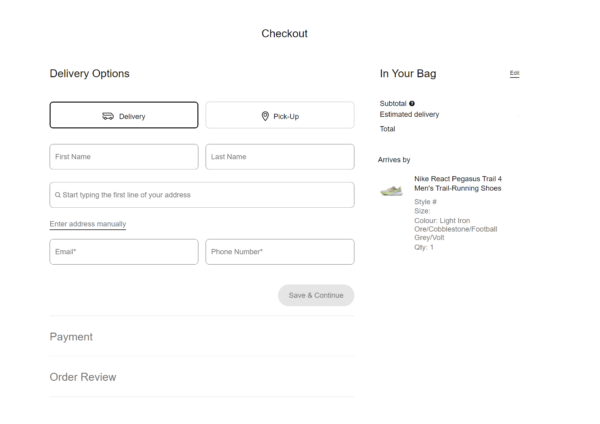 Checkout
Delivery Options
Delivery
Pick-Up
First Name
Last Name
Start typing the first line of your address
Enter address manually
Email*
Phone Number*
Save & Continue
Payment
Order Review
In Your Bag
Edit
Subtotal
Estimated delivery
Total
Arrives by
Nike React Pegasus Trail 4
Men's Trail-Running Shoes
Style #
Size:
Colour: Light Iron
Ore/Cobblestone/Football
Grey/Volt
Qty: 1